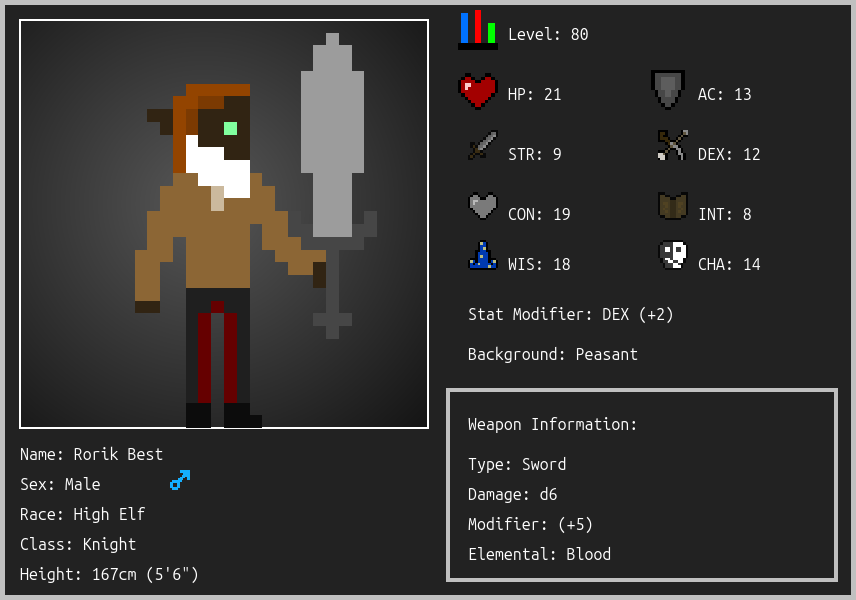 Level: 80
HP: 21
AC: 13
STR: 9
DEX: 12
CON: 19
INT: 8
WIS: 18
CHA: 14
Stat Modifier: DEX (+2)
Background: Peasant
Weapon Information:
Type: Sword
Damage: d6
Modifier: (+5)
Elemental: Blood
Name: Rorik Best
Sex: Male
Race: High Elf
Class: Knight
Height: 167cm (5'6")